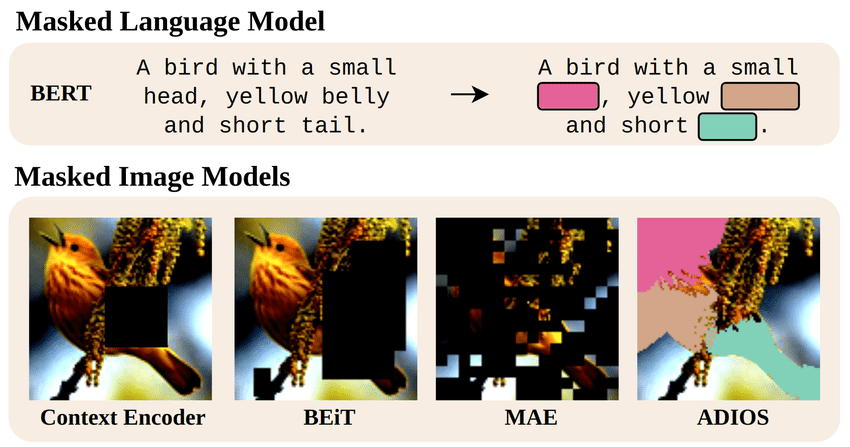 Masked Language Model
BERT
A bird with a small
head, yellow belly
and short tail.
A bird with a small
, yellow
and short .
Masked Image Models
Context Encoder
BEiT
MAE
ADIOS